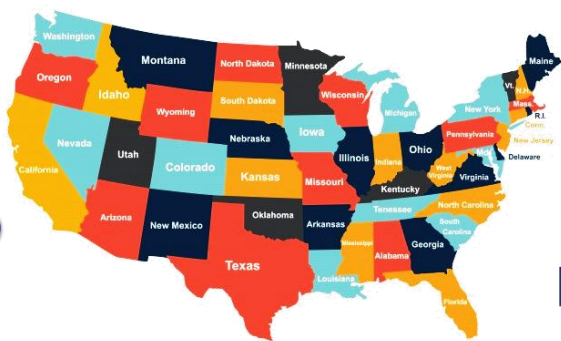 Washington
Montana
North Dakota
Minnesota
Maine
Oregon
Idaho
Wyoming
South Dakota
Wisconsin
Michigan
Vt.
N.H
New York
Mass.
R.I.
Conn.
Nevada
Utah
Colorado
Nebraska
Iowa
Illinois
Indiana
Ohio
Pennsylvania
New Jersey
Md.
Delaware
California
Kansas
Missouri
Kentucky
West
Virginia
Virginia
Arizona
New Mexico
Oklahoma
Arkansas
Tenessee
North Carolina
South
Carolina
Texas
Louisiana
Mississippi
Alabama
Georgia
Florida